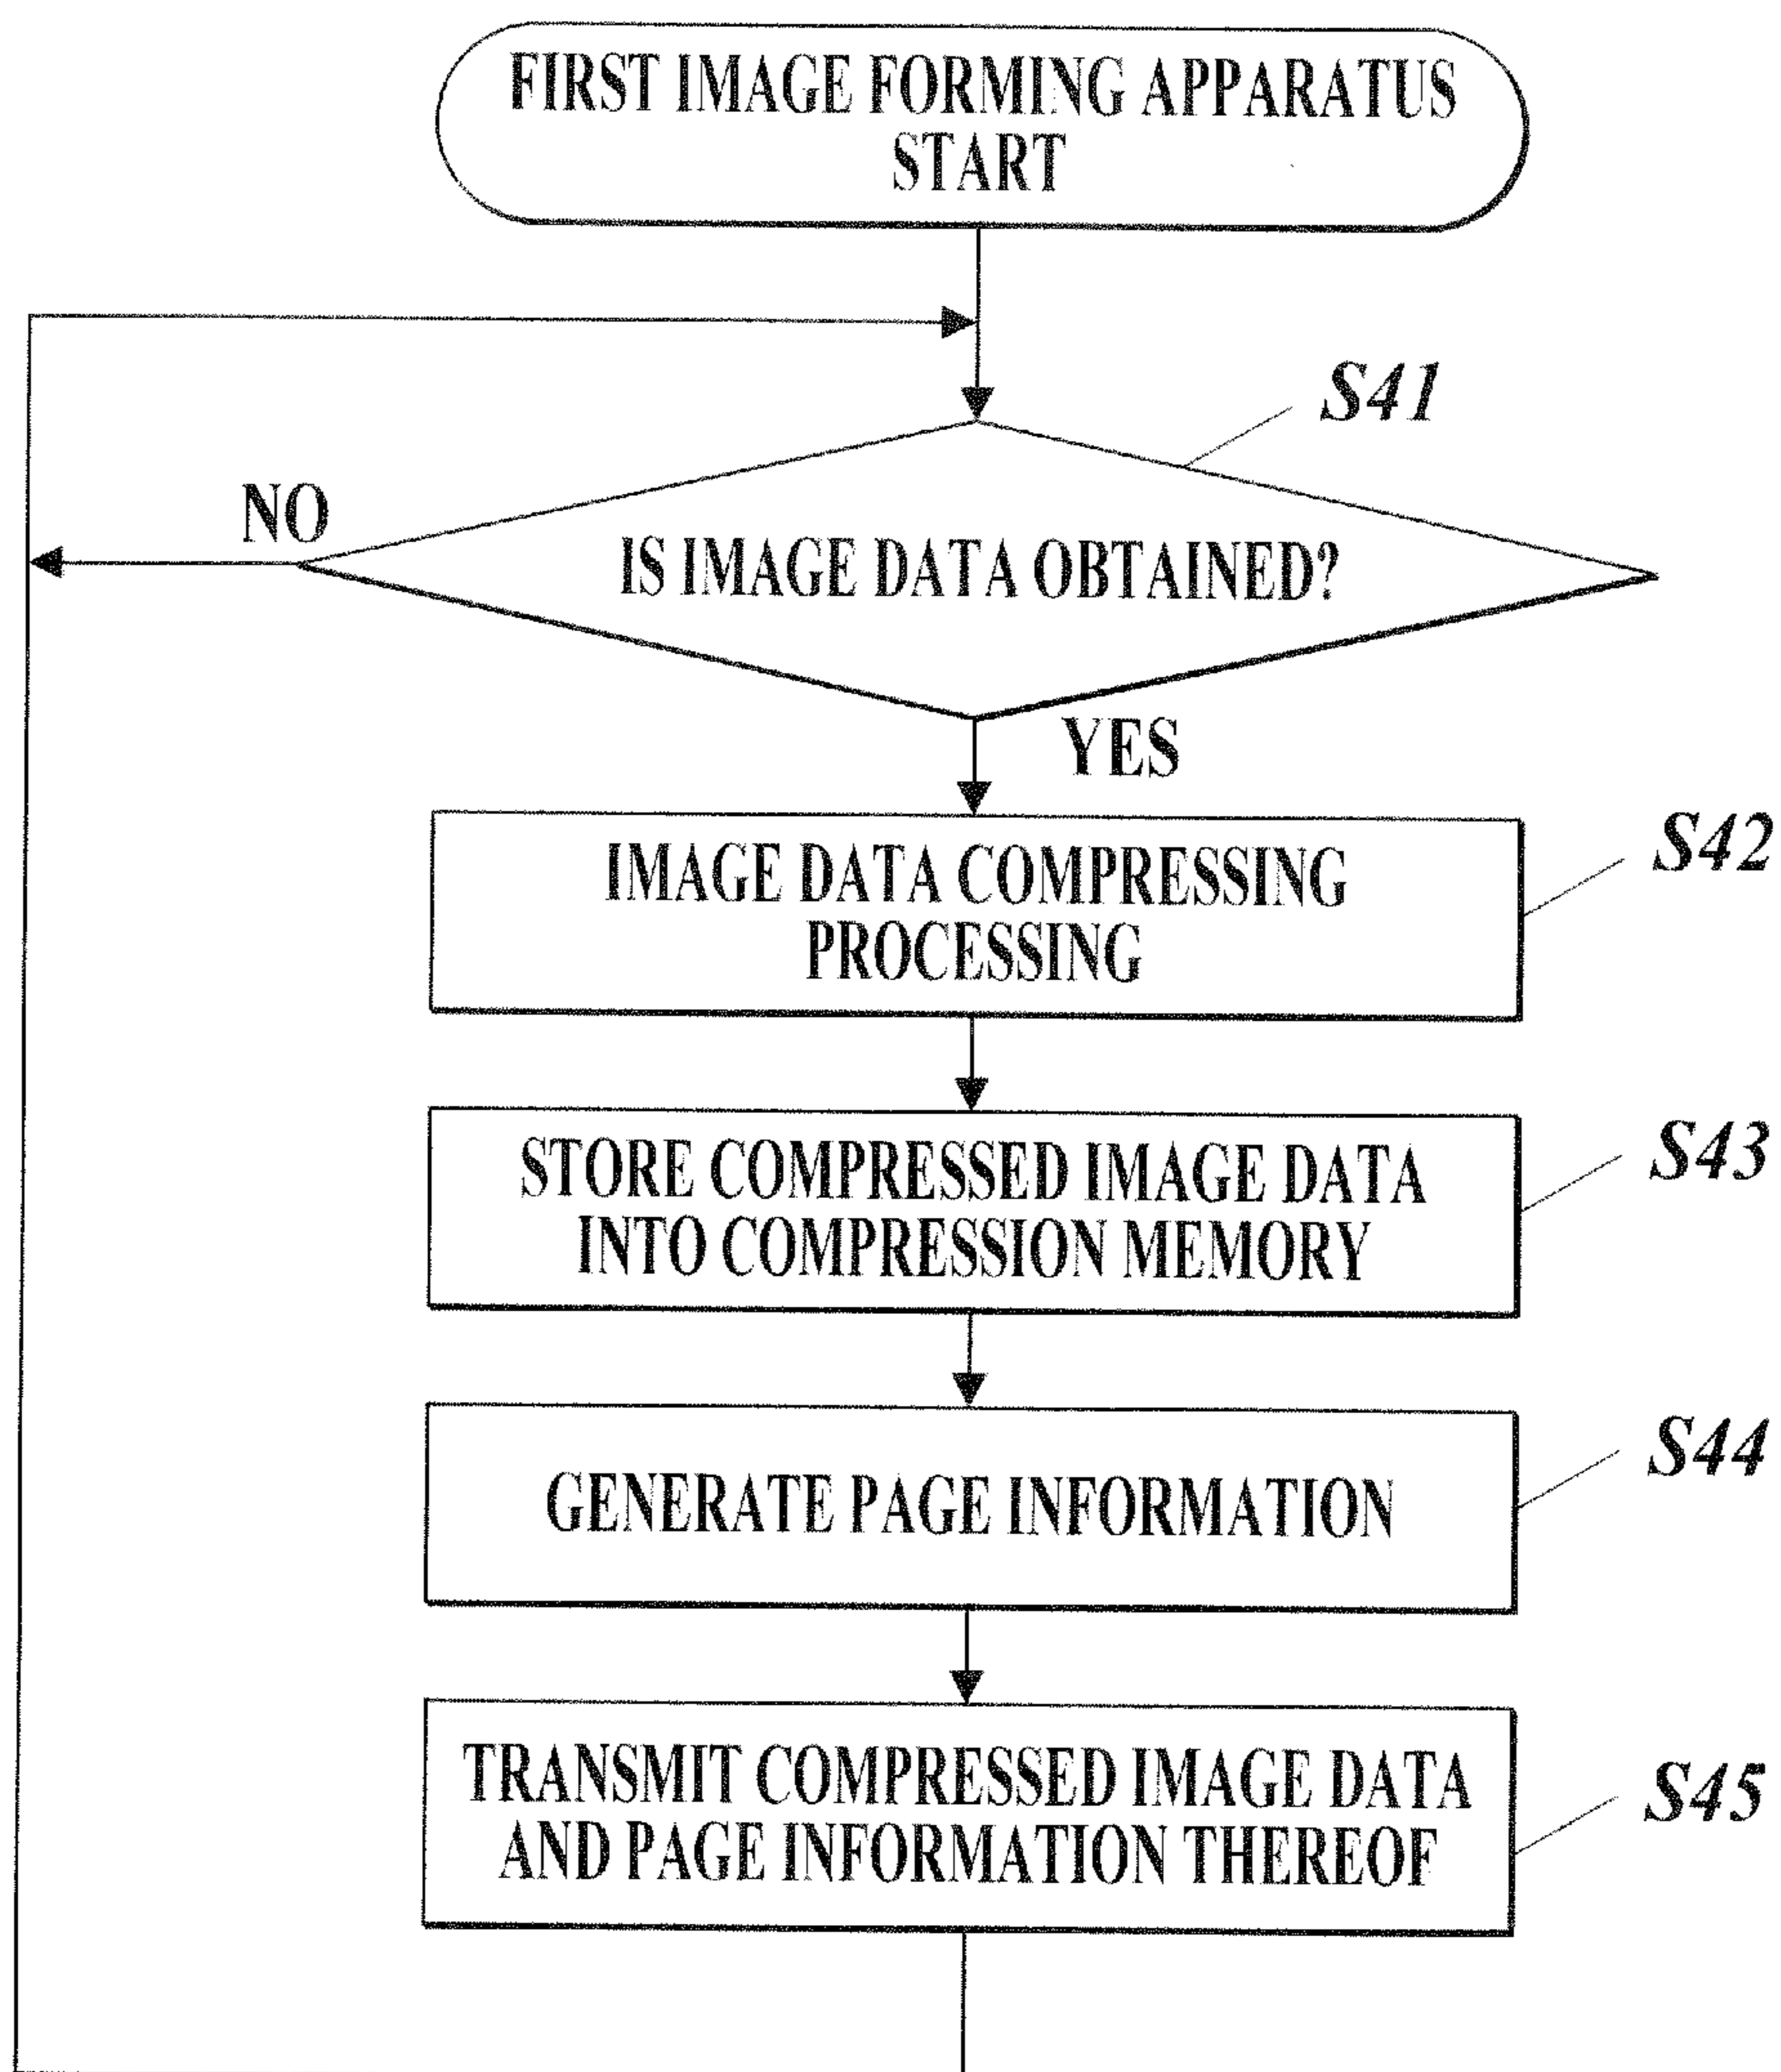 FIRST IMAGE FORMING APPARATUS
START
S41
NO
IS IMAGE DATA OBTAINED?
YES
S42
IMAGE DATA COMPRESSING
PROCESSING
S43
STORE COMPRESSED IMAGE DATA
INTO COMPRESSION MEMORY
S44
GENERATE PAGE INFORMATION
S45
TRANSMIT COMPRESSED IMAGE DATA
AND PAGE INFORMATION THEREOF